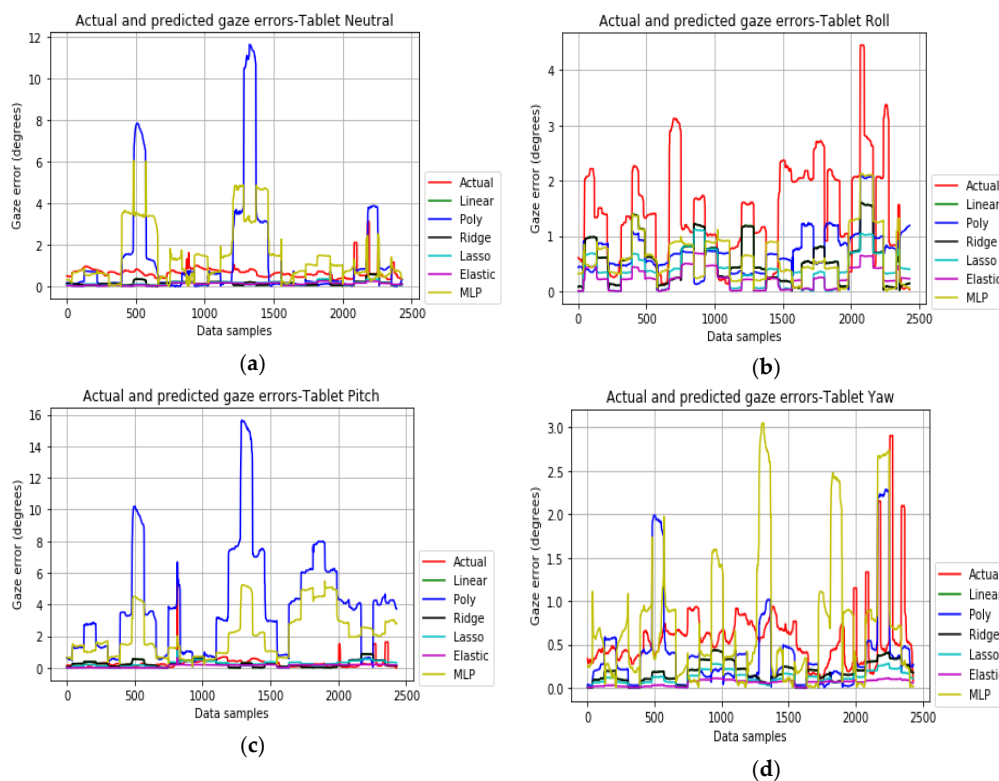 Actual and predicted gaze errors-Tablet Neutral
Gaze error (degrees)
12
10
8
6
4
2
0
0
500
1000
1500
2000
2500
Data samples
Actual
Linear
Poly
Ridge
Lasso
Elastic
MLP
(a)
Actual and predicted gaze errors-Tablet Roll
Gaze error (degrees)
4
3
2
1
0
0
500
1000
1500
2000
2500
Data samples
Actual
Linear
Poly
Ridge
Lasso
Elastic
MLP
(b)
Actual and predicted gaze errors-Tablet Pitch
Gaze error (degrees)
16
14
12
10
8
6
4
2
0
0
500
1000
1500
2000
2500
Data samples
Actual
Linear
Poly
Ridge
Lasso
Elastic
MLP
(c)
Actual and predicted gaze errors-Tablet Yaw
Gaze error (degrees)
3.0
2.5
2.0
1.5
1.0
0.5
0.0
0
500
1000
1500
2000
2500
Data samples
Actual
Linear
Poly
Ridge
Lasso
Elastic
MLP
(d)